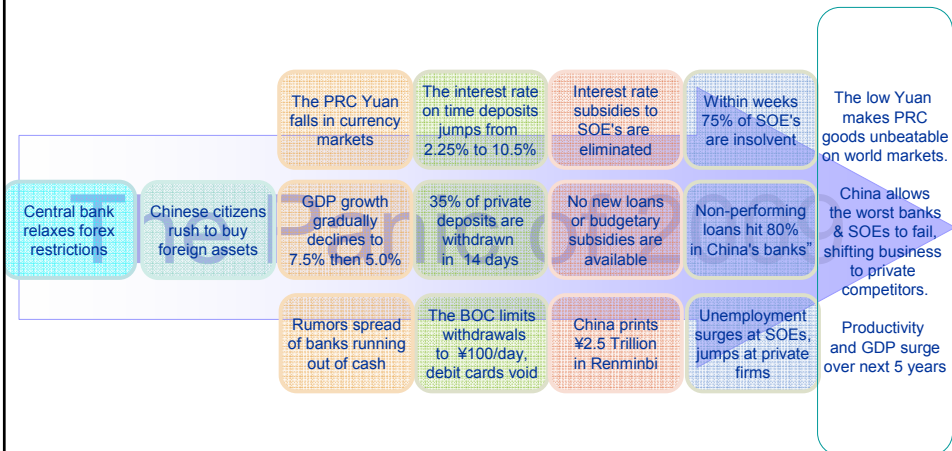 The Panic of 200
Central bank
relaxes forex
restrictions
Chinese citizens
rush to buy
foreign assets
The PRC Yuan
falls in currency
markets
GDP growth
gradually
declines to
7.5% then 5.0%
Rumors spread
of banks running
out of cash
The interest rate
on time deposits
jumps from
2.25% to 10.5%
35% of private
deposits are
withdrawn
in 14 days
The BOC limits
withdrawals
to ¥100/day,
debit cards void
Interest rate
subsidies to
SOE's are
eliminated
No new loans
or budgetary
subsidies are
available
China prints
¥2.5 Trillion
in Renminbi
Within weeks
75% of SOE's
are insolvent
Non-performing
loans hit 80%
in China's banks”
Unemployment
surges at SOEs,
jumps at private
firms
The low Yuan
makes PRC
goods unbeatable
on world markets.
China allows
the worst banks
& SOEs to fail,
shifting business
to private
competitors.
Productivity
and GDP surge
over next 5 years